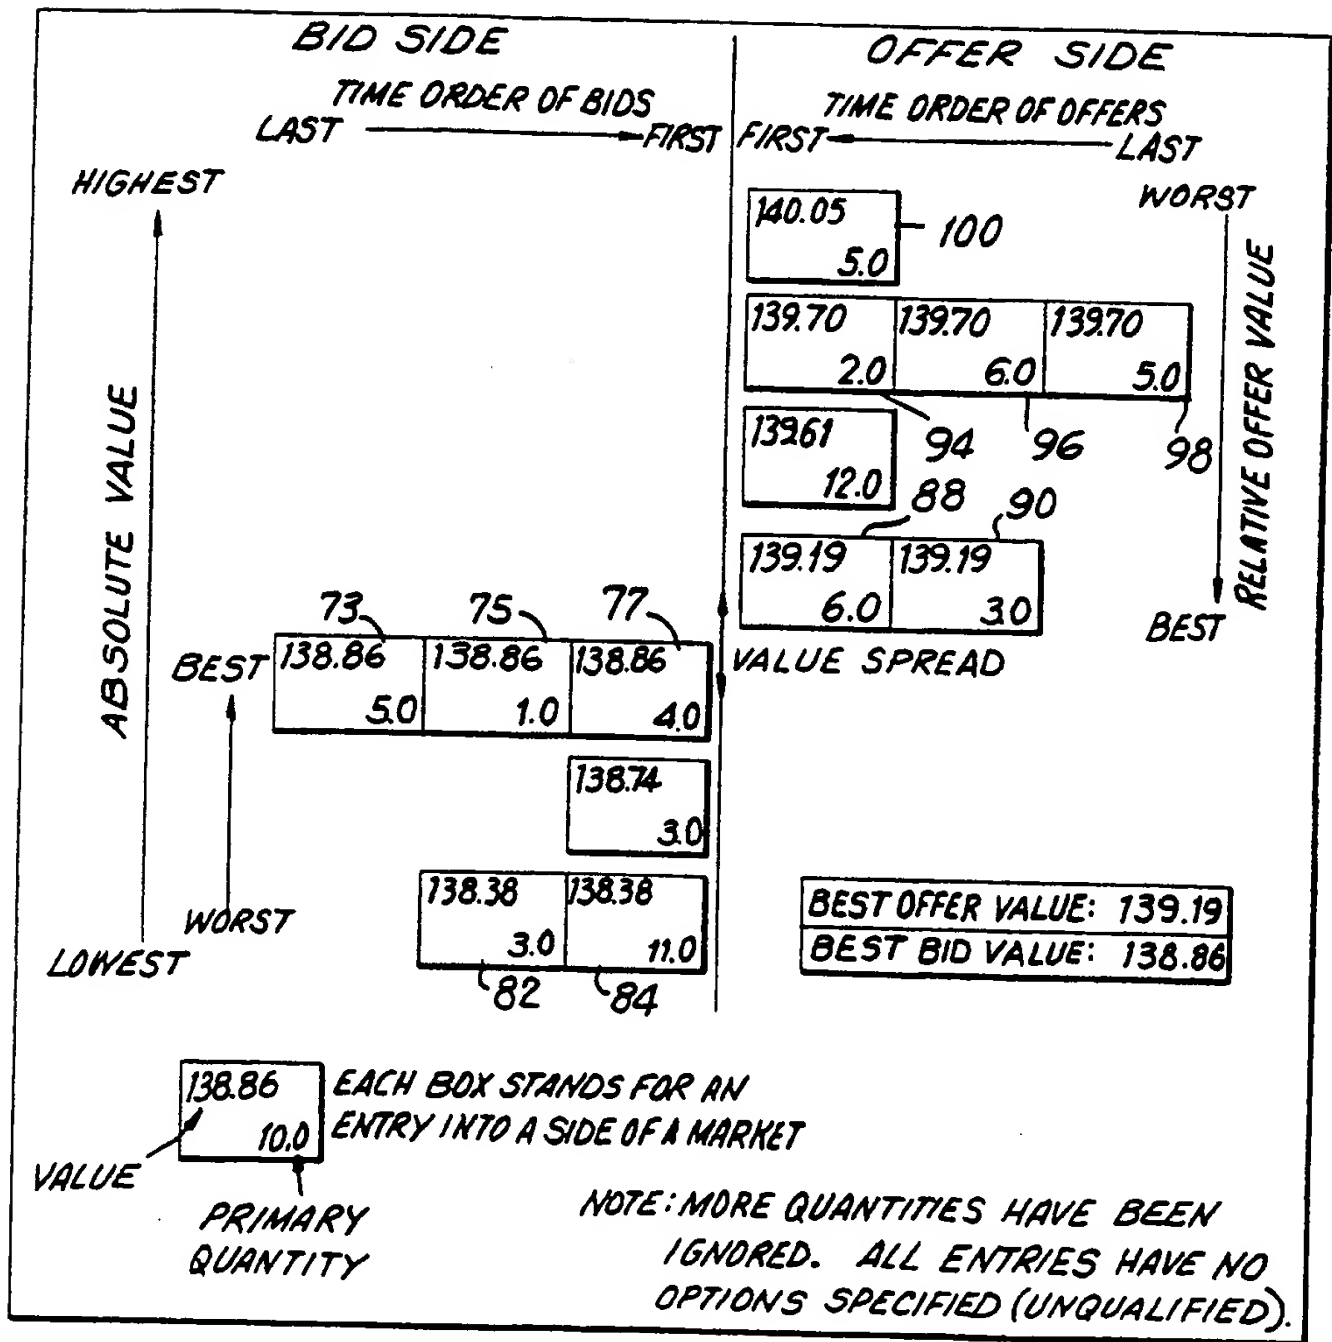 BID SIDE
OFFER SIDE
TIME ORDER OF BIDS
LAST FIRST
TIME ORDER OF OFFERS
FIRST LAST
HIGHEST
ABSOLUTE VALUE
LOWEST
WORST
RELATIVE OFFER VALUE
BEST
140.05
5.0
100
139.70 139.70 139.70
2.0 6.0 5.0
94 96 98
139.61
12.0
88 90
139.19 139.19
6.0 3.0
VALUE SPREAD
73 75 77
BEST
138.86 138.86 138.86
5.0 1.0 4.0
138.74
3.0
WORST
138.38 138.38
3.0 11.0
82 84
BEST OFFER VALUE: 139.19
BEST BID VALUE: 138.86
138.86
10.0
EACH BOX STANDS FOR AN
ENTRY INTO A SIDE OF A MARKET
VALUE
PRIMARY
QUANTITY
NOTE: MORE QUANTITIES HAVE BEEN
IGNORED. ALL ENTRIES HAVE NO
OPTIONS SPECIFIED (UNQUALIFIED).